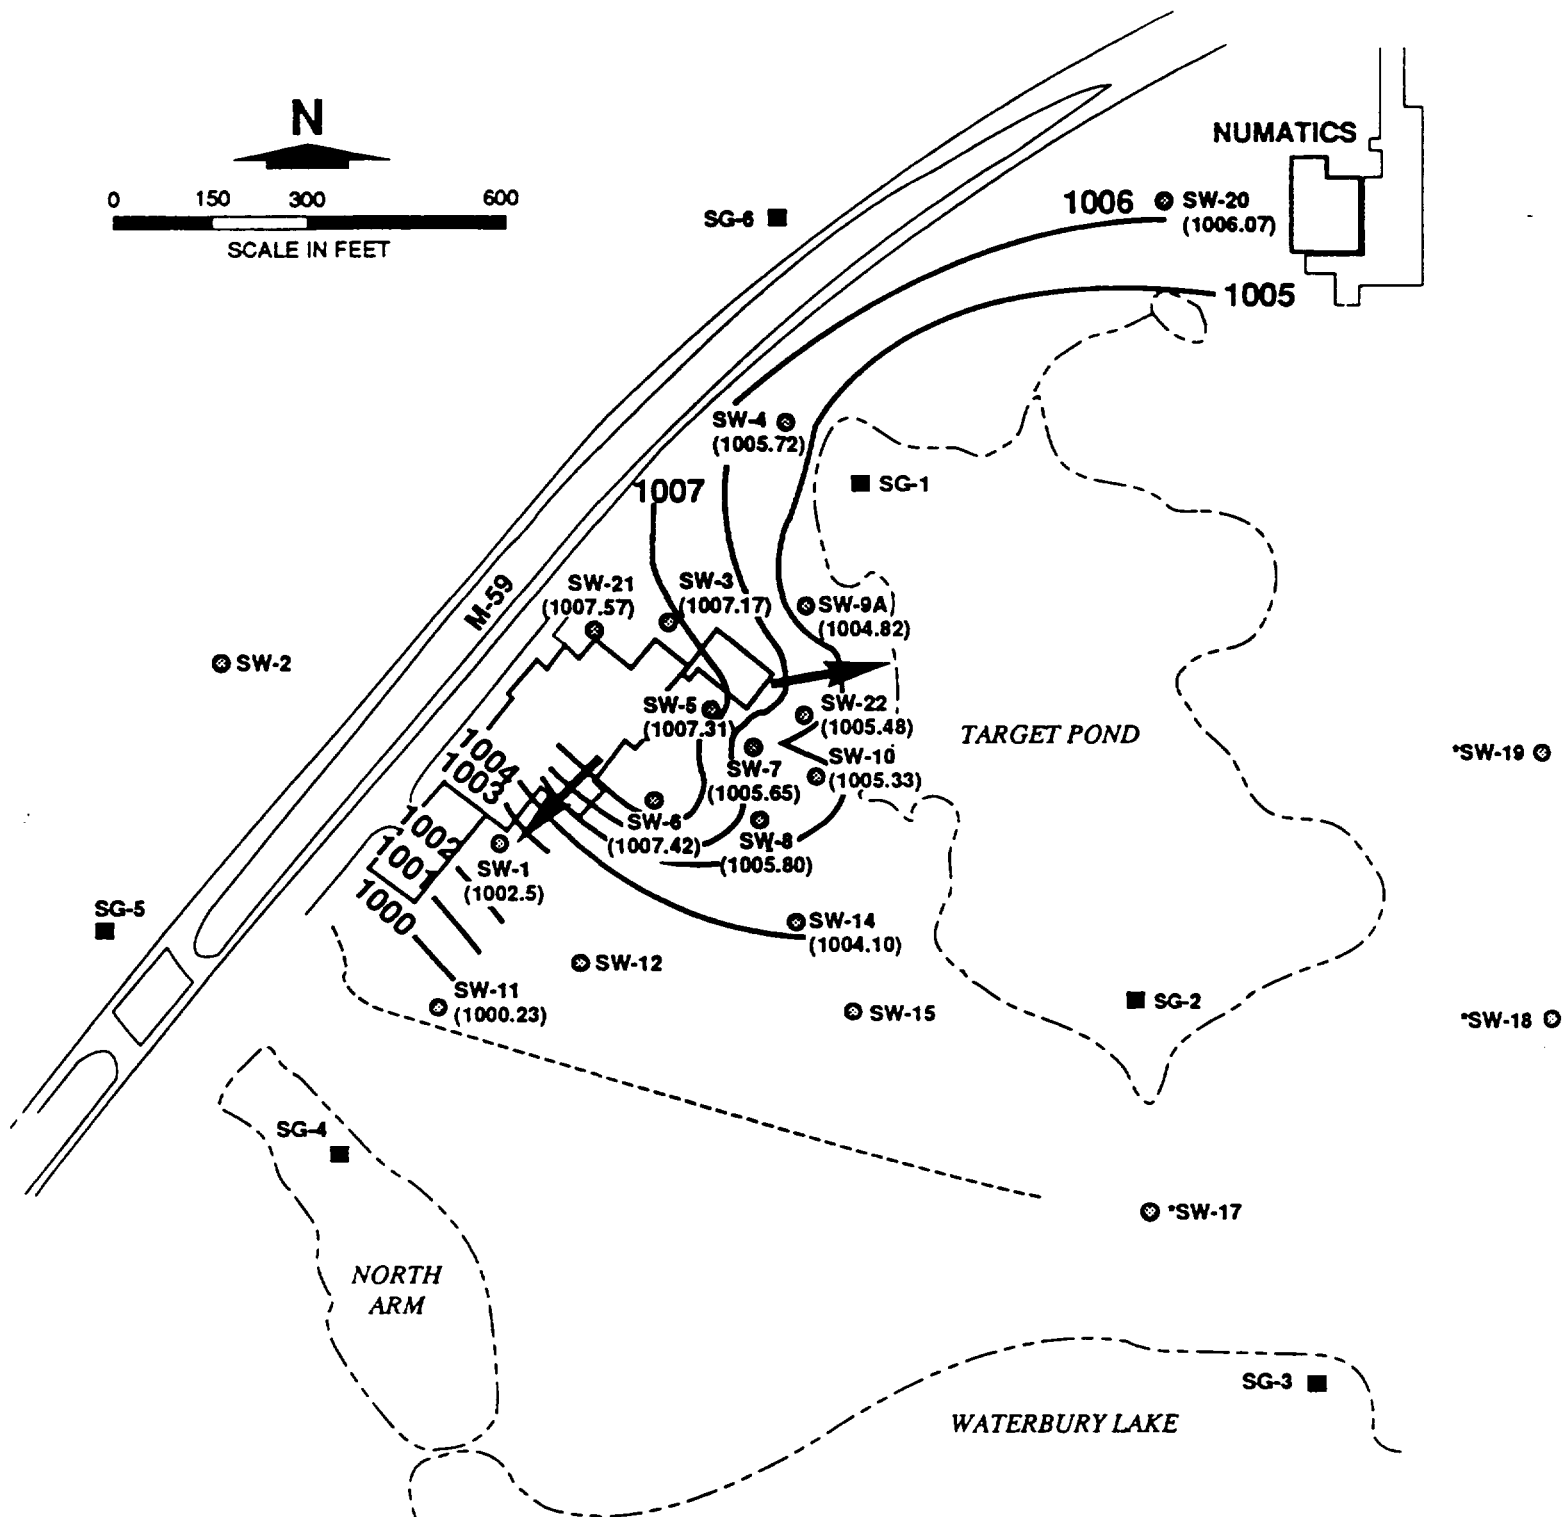 N
NUMATICS
0 150 300 600
SCALE IN FEET
SG-6
1006
SW-20
(1006.07)
1005
SW-4
(1005.72)
1007
SG-1
M-59
SW-21
(1007.57)
SW-3
(1007.17)
SW-9A
(1004.82)
SW-2
SW-5
(1007.31)
SW-22
(1005.48)
TARGET POND
*SW-19
SW-7
(1005.65)
SW-10
(1005.33)
1004
1003
1002
1001
1000
SW-6
(1007.42)
SW-8
(1005.80)
SW-1
(1002.5)
SG-5
SW-14
(1004.10)
SW-12
SW-11
(1000.23)
SW-15
SG-2
*SW-18
SG-4
*SW-17
NORTH
ARM
SG-3
WATERBURY LAKE